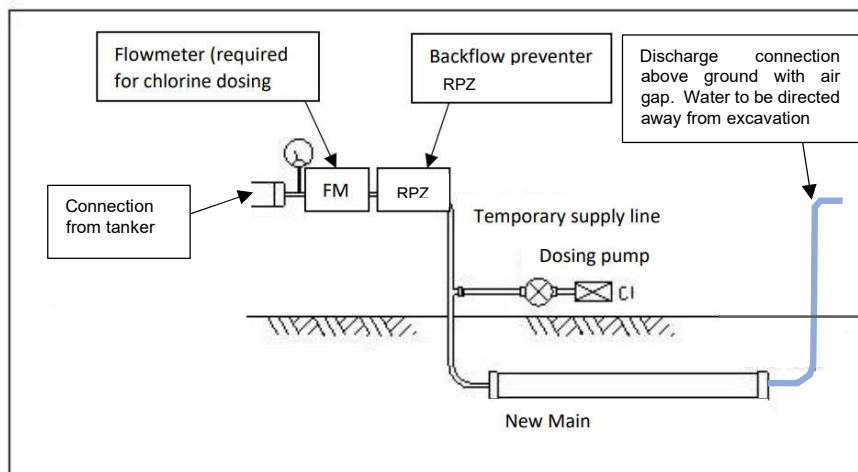 Flowmeter (required
for chlorine dosing
Backflow preventer
RPZ
Discharge connection
above ground with air
gap. Water to be directed
away from excavation
Connection
from tanker
FM
RPZ
Temporary supply line
Dosing pump
Cl
New Main